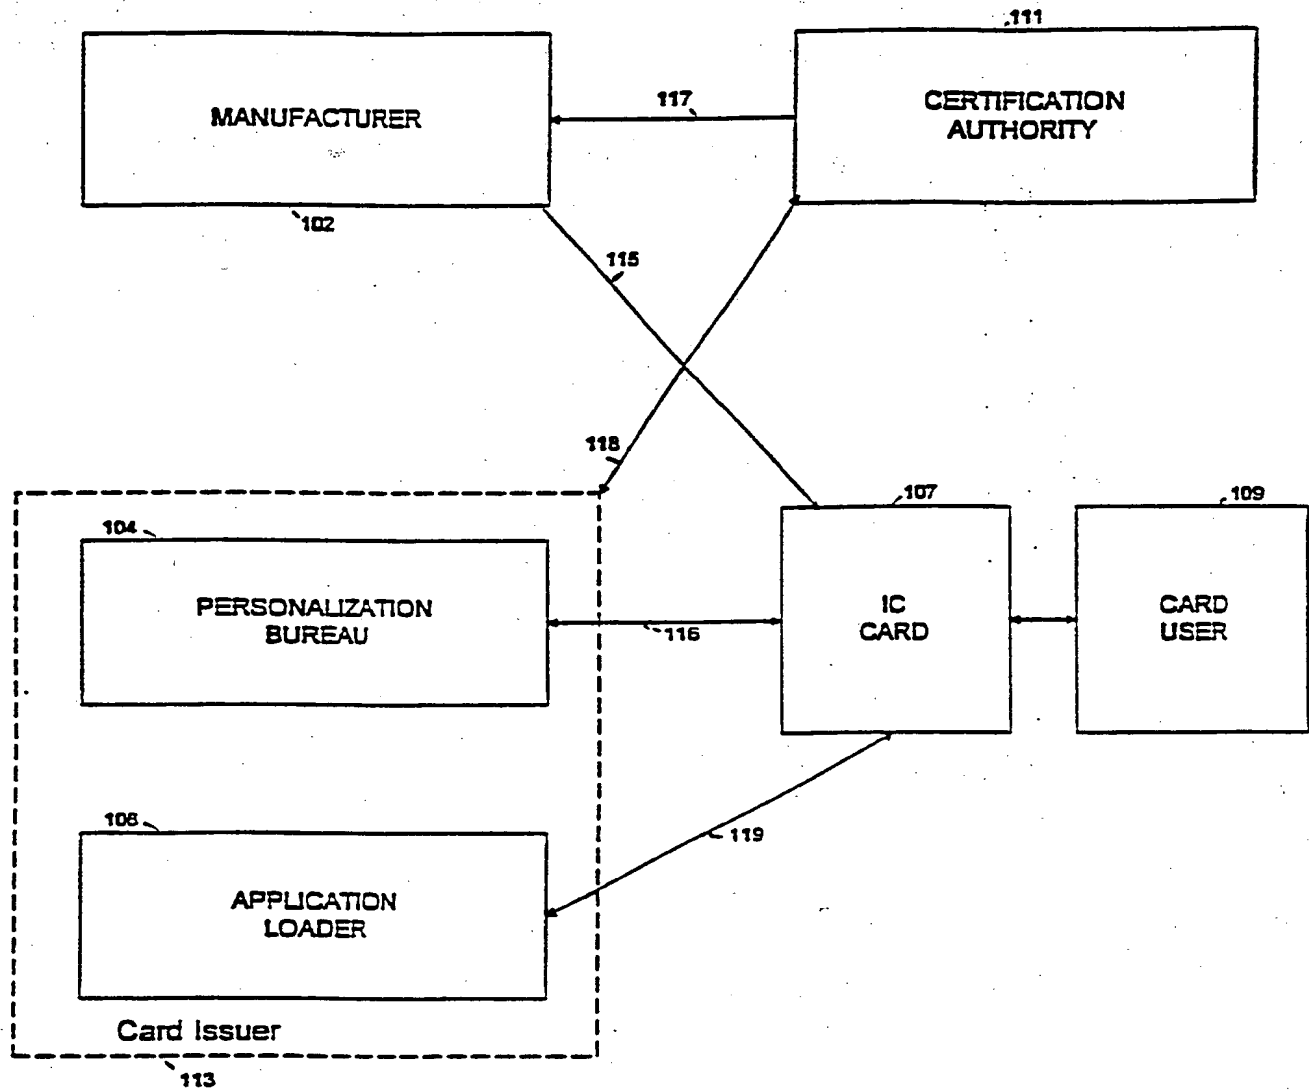 111
MANUFACTURER
117
CERTIFICATION
AUTHORITY
102
115
118
107
109
104
PERSONALIZATION
BUREAU
116
IC
CARD
CARD
USER
106
119
APPLICATION
LOADER
Card Issuer
113